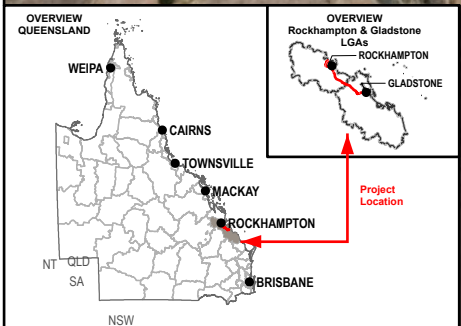 OVERVIEW
QUEENSLAND
WEIPA
CAIRNS
TOWNSVILLE
MACKAY
ROCKHAMPTON
BRISBANE
NT
QLD
SA
NSW
OVERVIEW
Rockhampton & Gladstone
LGAs
ROCKHAMPTON
GLADSTONE
Project
Location